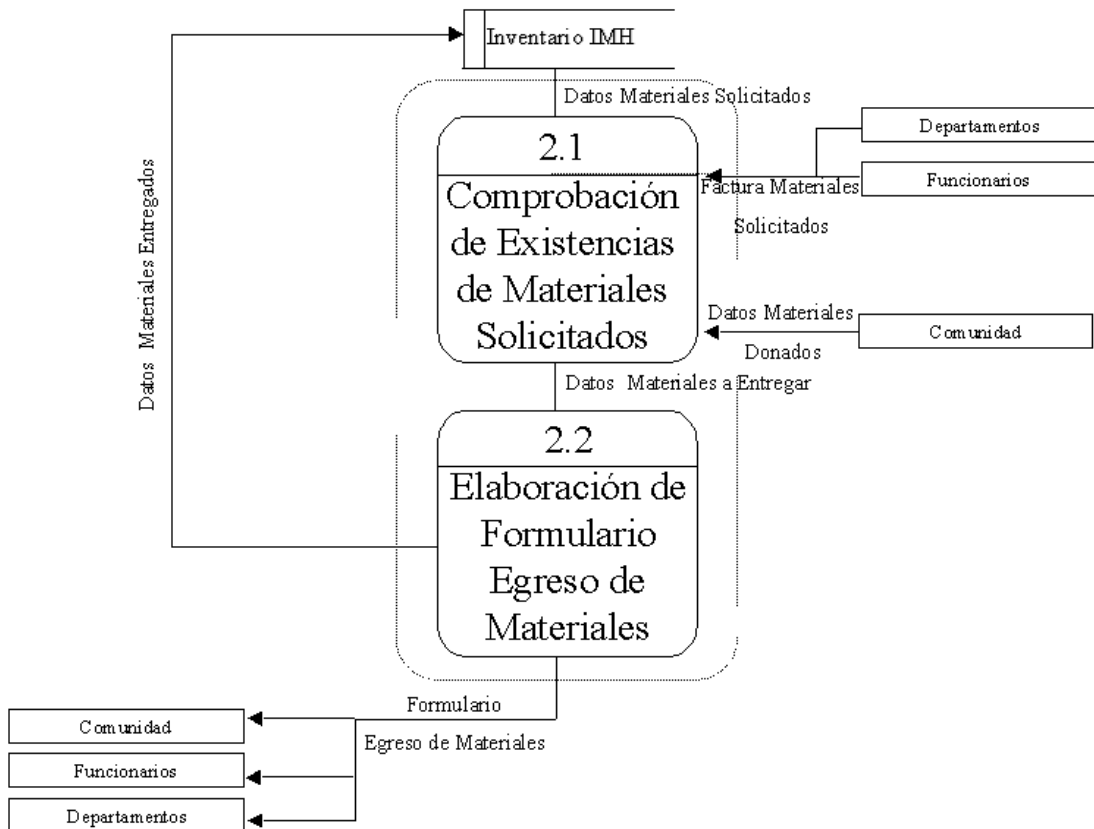 Inventario IMH
Datos Materiales Solicitados
Departamentos
2.1
Comprobación
de Existencias
de Materiales
Solicitados
Factura Materiales
Solicitados
Funcionarios
Datos Materiales Entregados
Datos Materiales
Donados
Comunidad
Datos Materiales a Entregar
2.2
Elaboración de
Formulario
Egreso de
Materiales
Formulario
Egreso de Materiales
Comunidad
Funcionarios
Departamentos